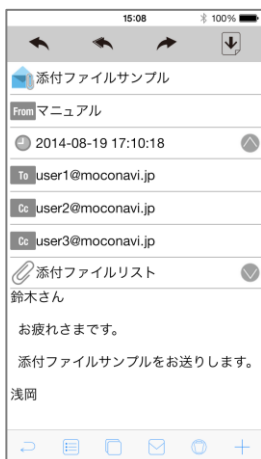 15:08
100%
添付ファイルサンプル
From マニュアル
2014-08-19 17:10:18
To user1@moconavi.jp
Cc user2@moconavi.jp
Cc user3@moconavi.jp
添付ファイルリスト
鈴木さん
お疲れさまです。
添付ファイルサンプルをお送りします。
浅岡